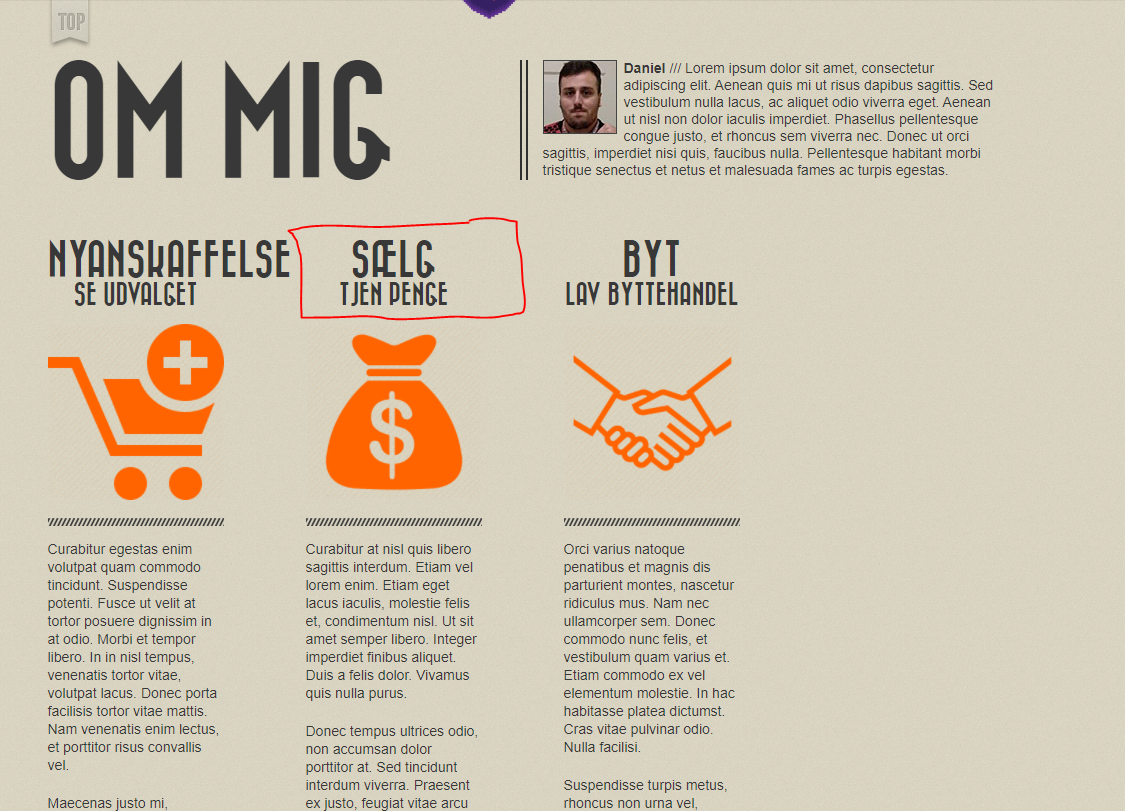 TOP
OM MIG
Daniel /// Lorem ipsum dolor sit amet, consectetur
adipiscing elit. Aenean quis mi ut risus dapibus sagittis. Sed
vestibulum nulla lacus, ac aliquet odio viverra eget. Aenean
ut nisl non dolor iaculis imperdiet. Phasellus pellentesque
congue justo, et rhoncus sem viverra nec. Donec ut orci
sagittis, imperdiet nisi quis, faucibus nulla. Pellentesque habitant morbi
tristique senectus et netus et malesuada fames ac turpis egestas.
NYANSKAFFELSE
SE UDVALGET
Curabitur egestas enim
volutpat quam commodo
tincidunt. Suspendisse
potenti. Fusce ut velit at
tortor posuere dignissim in
at odio. Morbi et tempor
libero. In in nisl tempus,
venenatis tortor vitae,
volutpat lacus. Donec porta
facilisis tortor vitae mattis.
Nam venenatis enim lectus,
et porttitor risus convallis
vel.
Maecenas justo mi,
SÆLG
TJEN PENGE
$
Curabitur at nisl quis libero
sagittis interdum. Etiam vel
lorem enim. Etiam eget
lacus iaculis, molestie felis
et, condimentum nisl. Ut sit
amet semper libero. Integer
imperdiet finibus aliquet.
Duis a felis dolor. Vivamus
quis nulla purus.
Donec tempus ultrices odio,
non accumsan dolor
porttitor at. Sed tincidunt
interdum viverra. Praesent
ex justo, feugiat vitae arcu
BYT
LAV BYTTEHANDEL
Orci varius natoque
penatibus et magnis dis
parturient montes, nascetur
ridiculus mus. Nam nec
ullamcorper sem. Donec
commodo nunc felis, et
vestibulum quam varius et.
Etiam commodo ex vel
elementum molestie. In hac
habitasse platea dictumst.
Cras vitae pulvinar odio.
Nulla facilisi.
Suspendisse turpis metus,
rhoncus non urna vel,